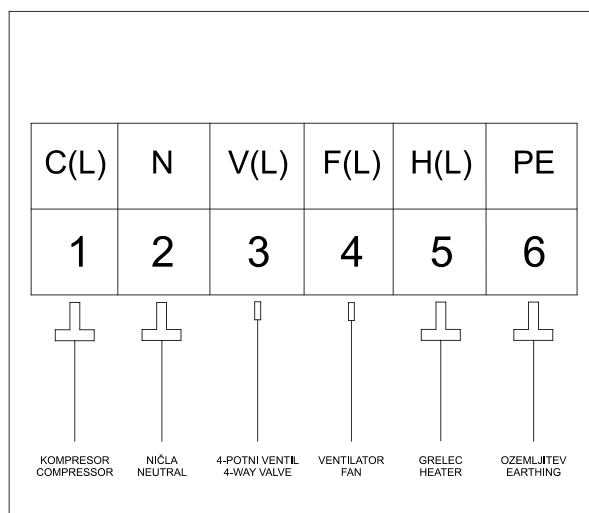 C(L) N V(L) F(L) H(L) PE
1 2 3 4 5 6
KOMPRESOR NIČLA 4-POTNI VENTIL VENTILATOR GRELEC OZEMLJITEV
COMPRESSOR NEUTRAL 4-WAY VALVE FAN HEATER EARTHING